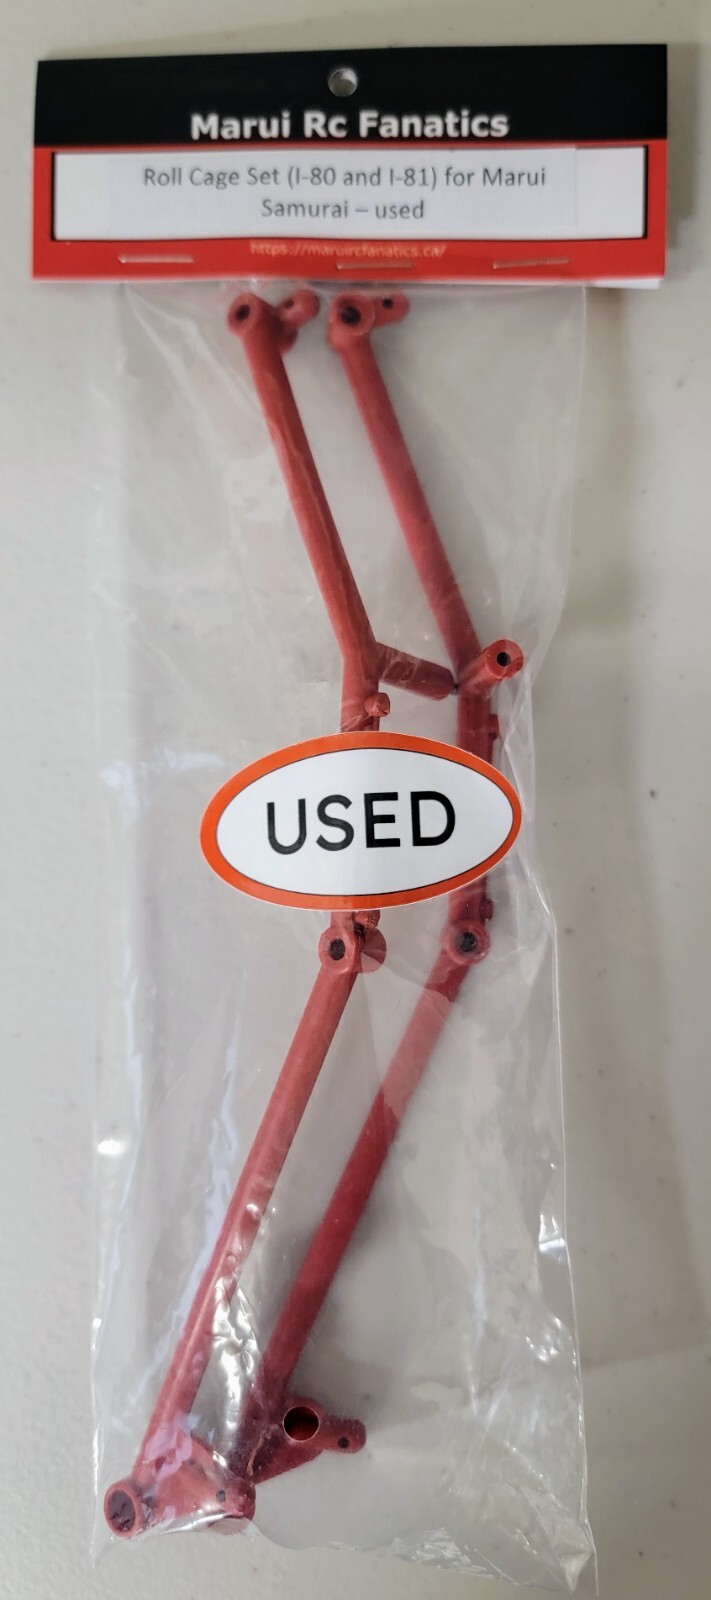 Marui Rc Fanatics
Roll Cage Set (I-80 and I-81) for Marui
Samurai – used
https://maruircfanatics.ca/
USED